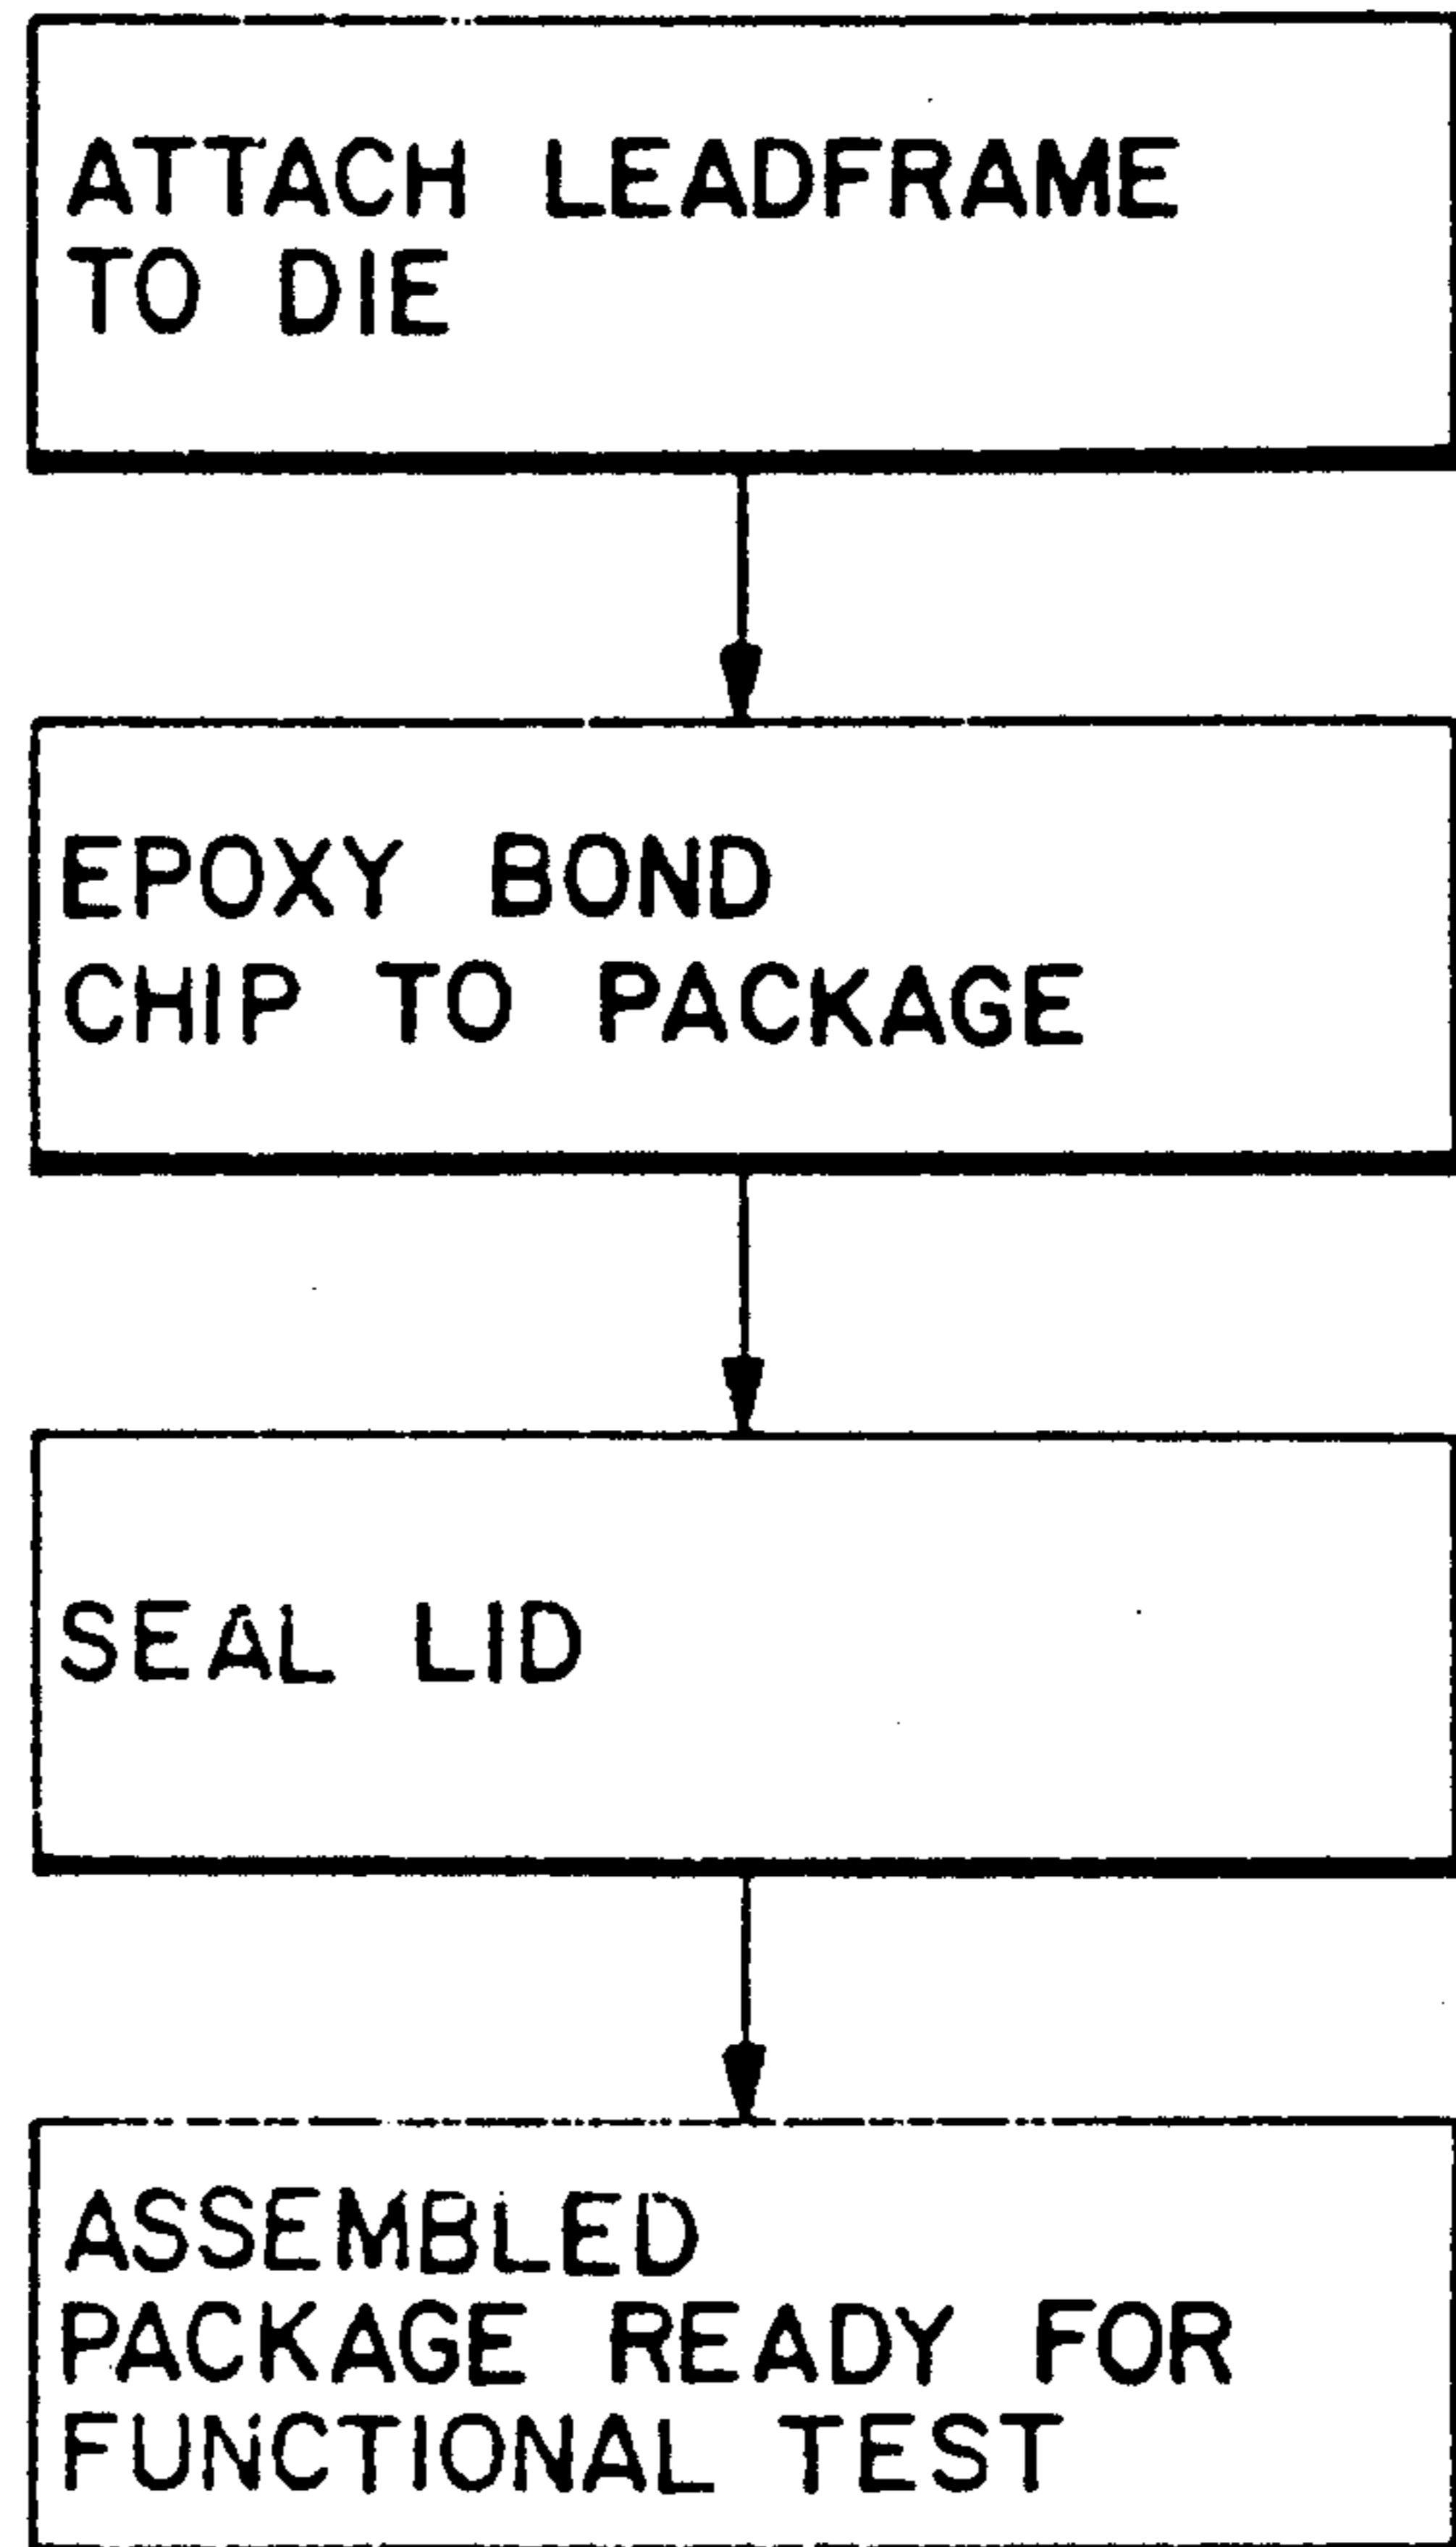 ATTACH LEADFRAME
TO DIE
EPOXY BOND
CHIP TO PACKAGE
SEAL LID
ASSEMBLED
PACKAGE READY FOR
FUNCTIONAL TEST